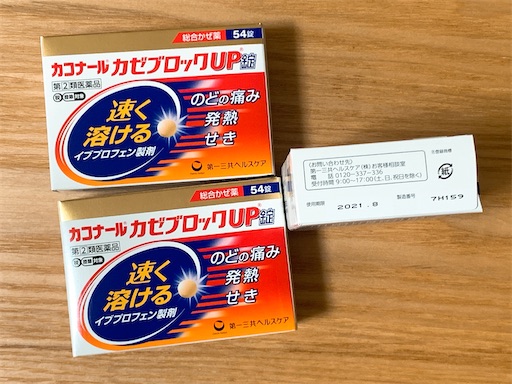 総合かぜ薬 54錠
カコナール カゼブロックUP錠
第②類医薬品
速く
溶ける
イブプロフェン製剤
のどの痛み
発熱
せき
第一三共ヘルスケア
総合かぜ薬 54錠
カコナール カゼブロックUP錠
第②類医薬品
速く
溶ける
イブプロフェン製剤
のどの痛み
発熱
せき
第一三共ヘルスケア
《お問い合わせ先》
第一三共ヘルスケア(株)お客様相談室
電 話 0120-337-336
受付時間 9:00〜17:00(土、日、祝日を除く)
紙
使用期限 2021.8 製造番号 7H159